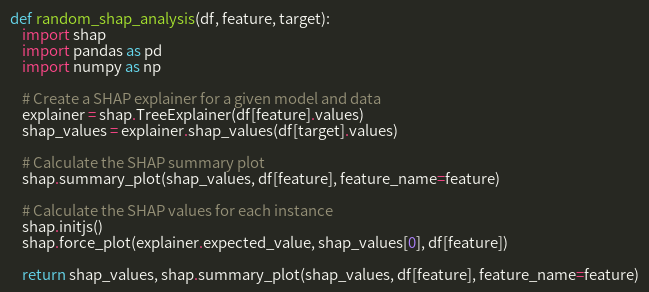 def random_shap_analysis(df, feature, target):
    import shap
    import pandas as pd
    import numpy as np

    # Create a SHAP explainer for a given model and data
    explainer = shap.TreeExplainer(df[feature].values)
    shap_values = explainer.shap_values(df[target].values)

    # Calculate the SHAP summary plot
    shap.summary_plot(shap_values, df[feature], feature_name=feature)

    # Calculate the SHAP values for each instance
    shap.initjs()
    shap.force_plot(explainer.expected_value, shap_values[0], df[feature])

    return shap_values, shap.summary_plot(shap_values, df[feature], feature_name=feature)